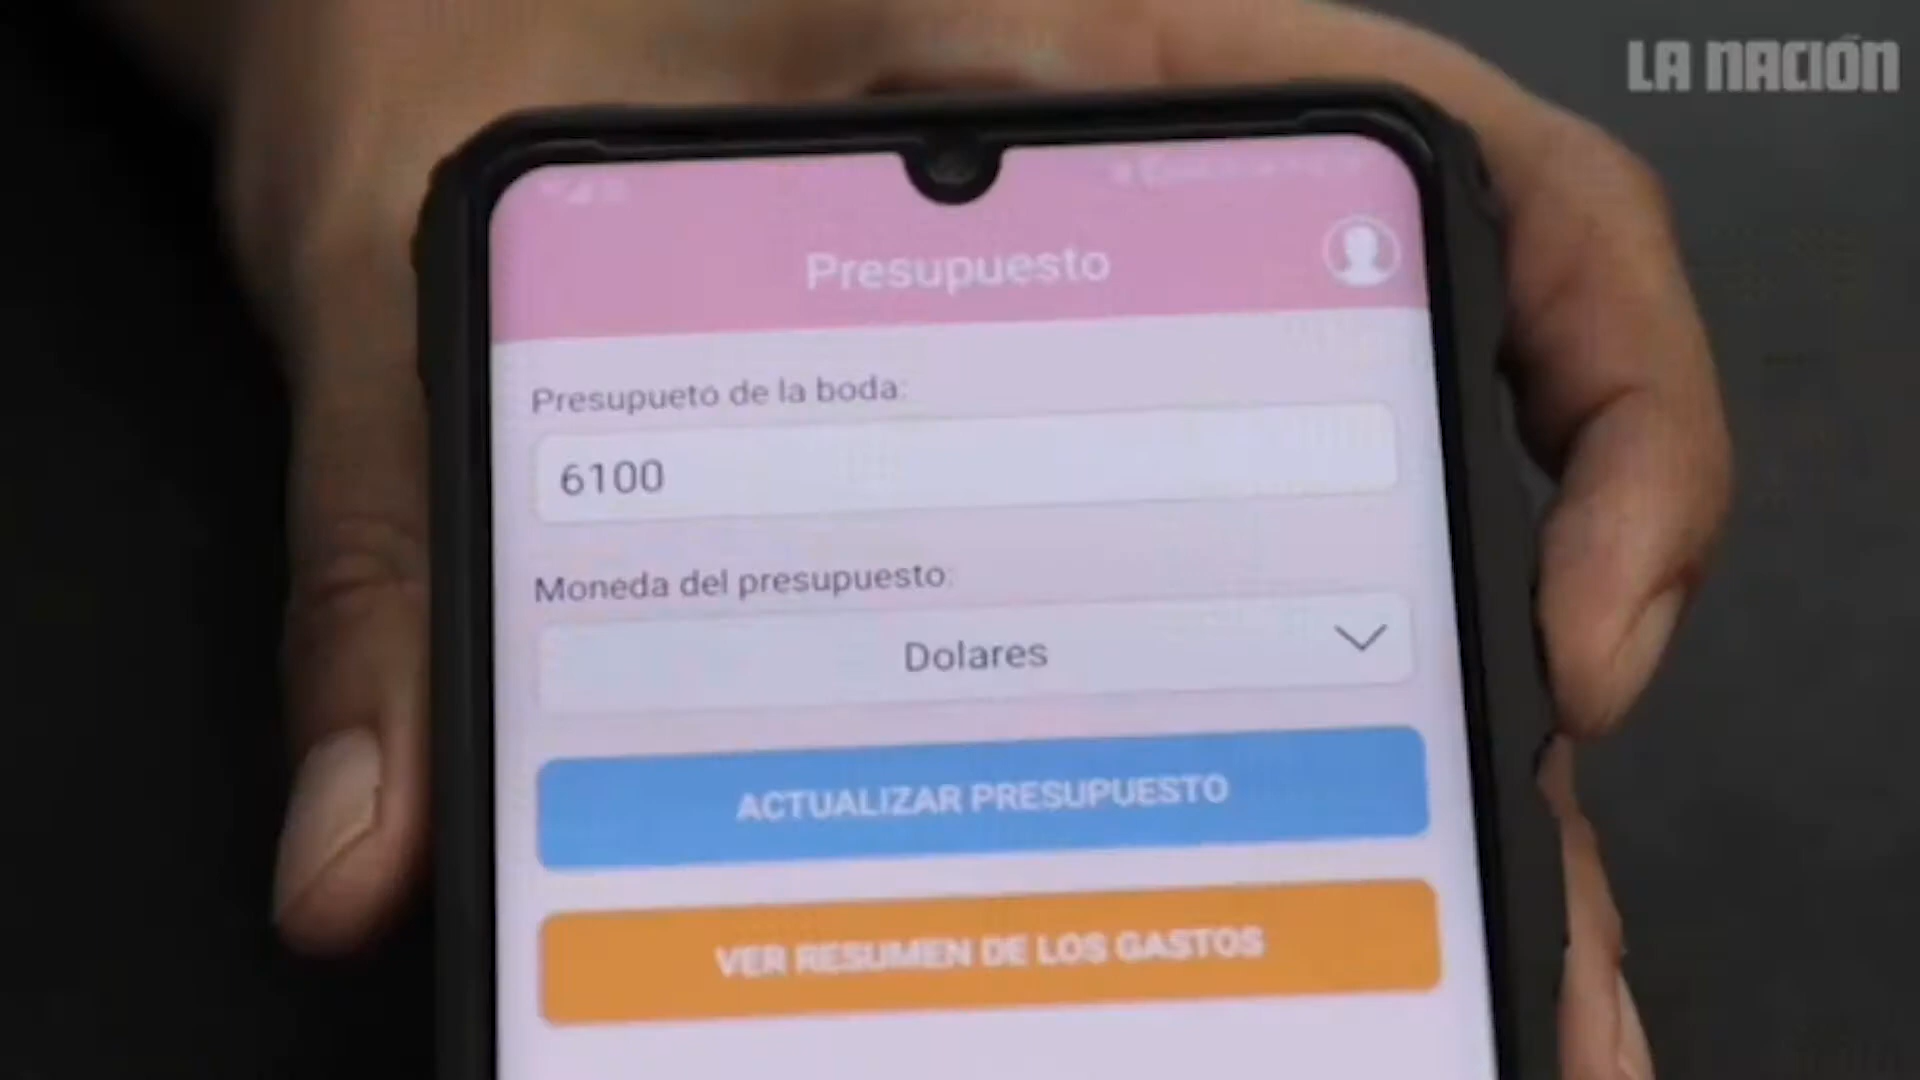 LA NACIÓN
Presupuesto
Presupueto de la boda:
6100
Moneda del presupuesto:
Dolares
ACTUALIZAR PRESUPUESTO
VER RESUMEN DE LOS GASTOS